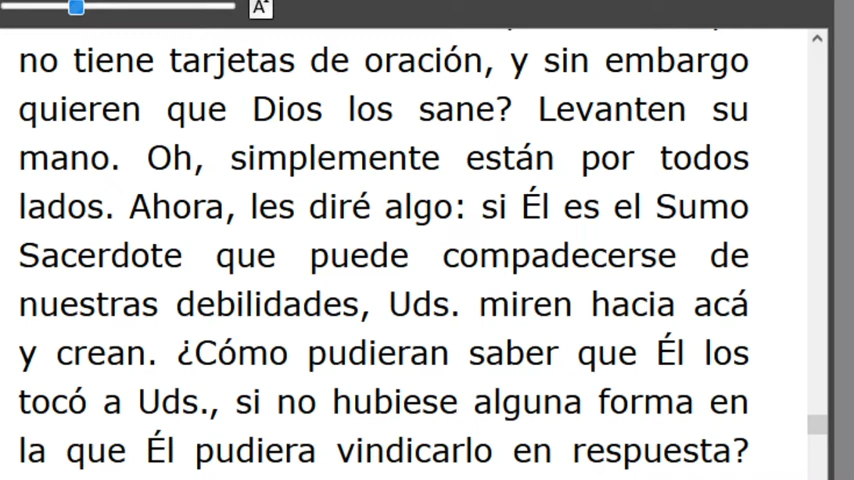 A
no tiene tarjetas de oración, y sin embargo
quieren que Dios los sane? Levanten su
mano. Oh, simplemente están por todos
lados. Ahora, les diré algo: si Él es el Sumo
Sacerdote que puede compadecerse de
nuestras debilidades, Uds. miren hacia acá
y crean. ¿Cómo pudieran saber que Él los
tocó a Uds., si no hubiese alguna forma en
la que Él pudiera vindicarlo en respuesta?